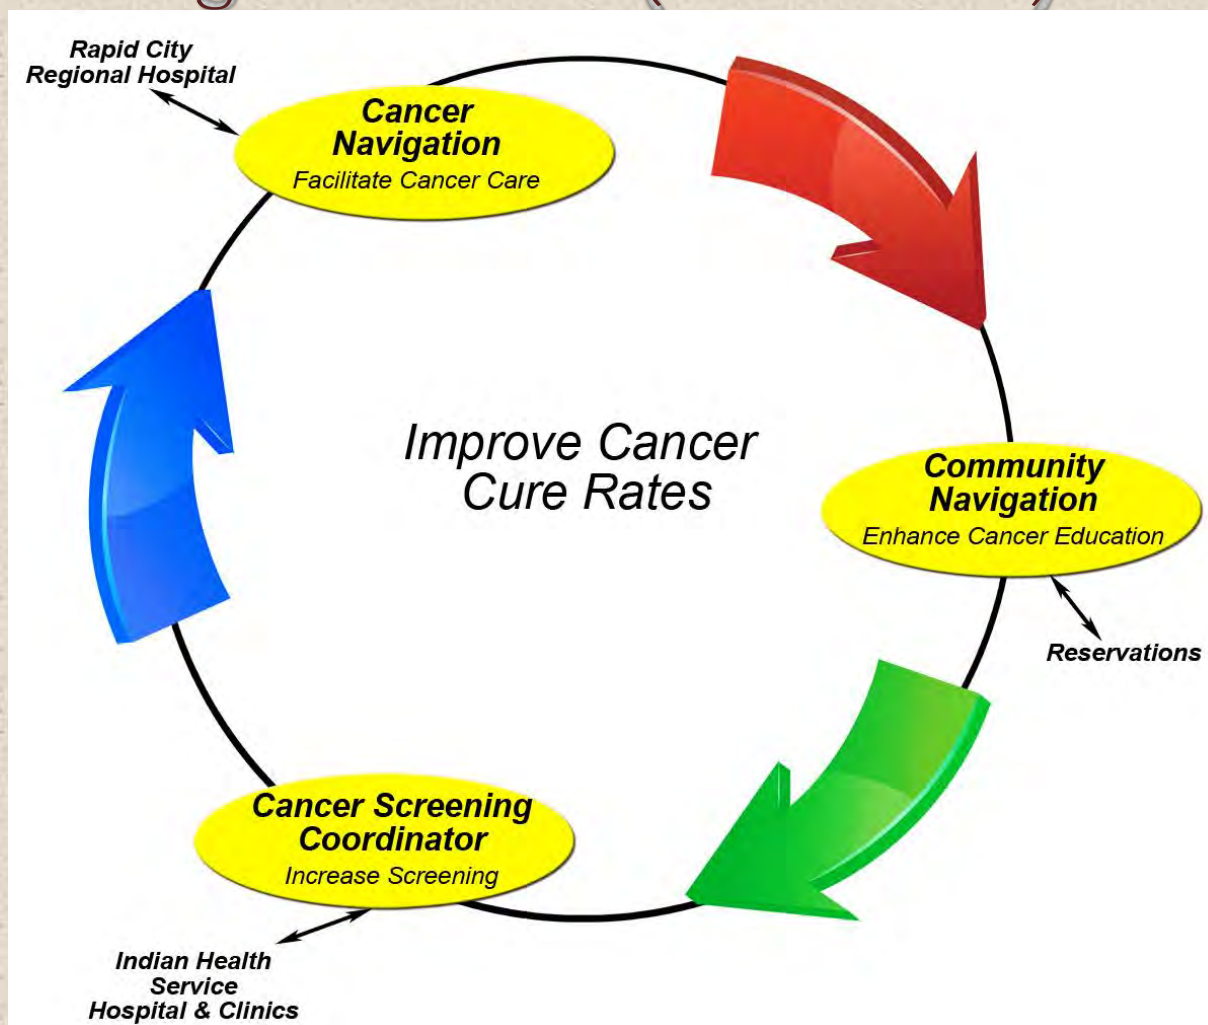 Rapid City
Regional Hospital
Cancer
Navigation
Facilitate Cancer Care
Improve Cancer
Cure Rates
Community
Navigation
Enhance Cancer Education
Reservations
Cancer Screening
Coordinator
Increase Screening
Indian Health
Service
Hospital & Clinics